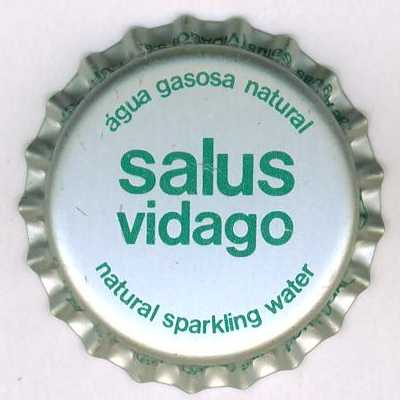 água gasosa natural
salus
vidago
natural sparkling water